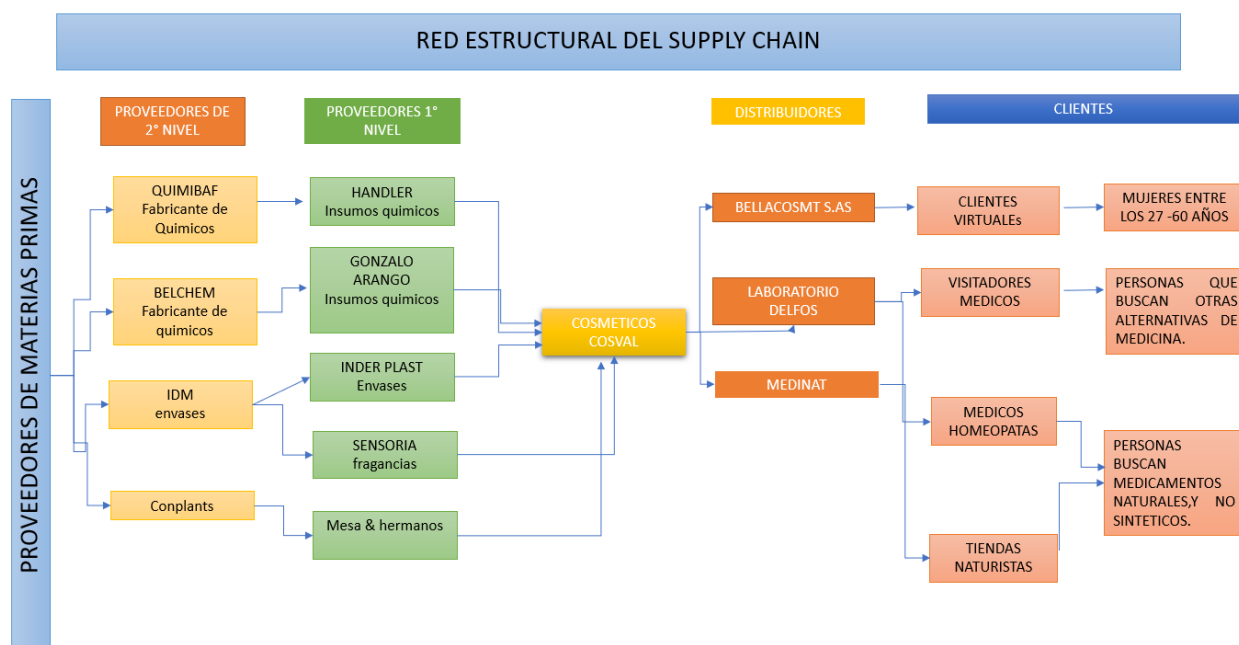 RED ESTRUCTURAL DEL SUPPLY CHAIN
PROVEEDORES DE MATERIAS PRIMAS
PROVEEDORES DE
2° NIVEL
PROVEEDORES 1°
NIVEL
DISTRIBUIDORES
CLIENTES
QUIMIBAF
Fabricante de
Quimicos
BELCHEM
Fabricante de
quimicos
IDM
envases
Conplants
HANDLER
Insumos quimicos
GONZALO
ARANGO
Insumos quimicos
INDER PLAST
Envases
SENSORIA
fragancias
Mesa & hermanos
COSMETICOS
COSVAL
BELLACOSMT S.AS
LABORATORIO
DELFOS
MEDINAT
CLIENTES
VIRTUALEs
VISITADORES
MEDICOS
MEDICOS
HOMEOPATAS
TIENDAS
NATURISTAS
MUJERES ENTRE
LOS 27 -60 AÑOS
PERSONAS QUE
BUSCAN OTRAS
ALTERNATIVAS DE
MEDICINA.
PERSONAS
BUSCAN
MEDICAMENTOS
NATURALES,Y NO
SINTETICOS.